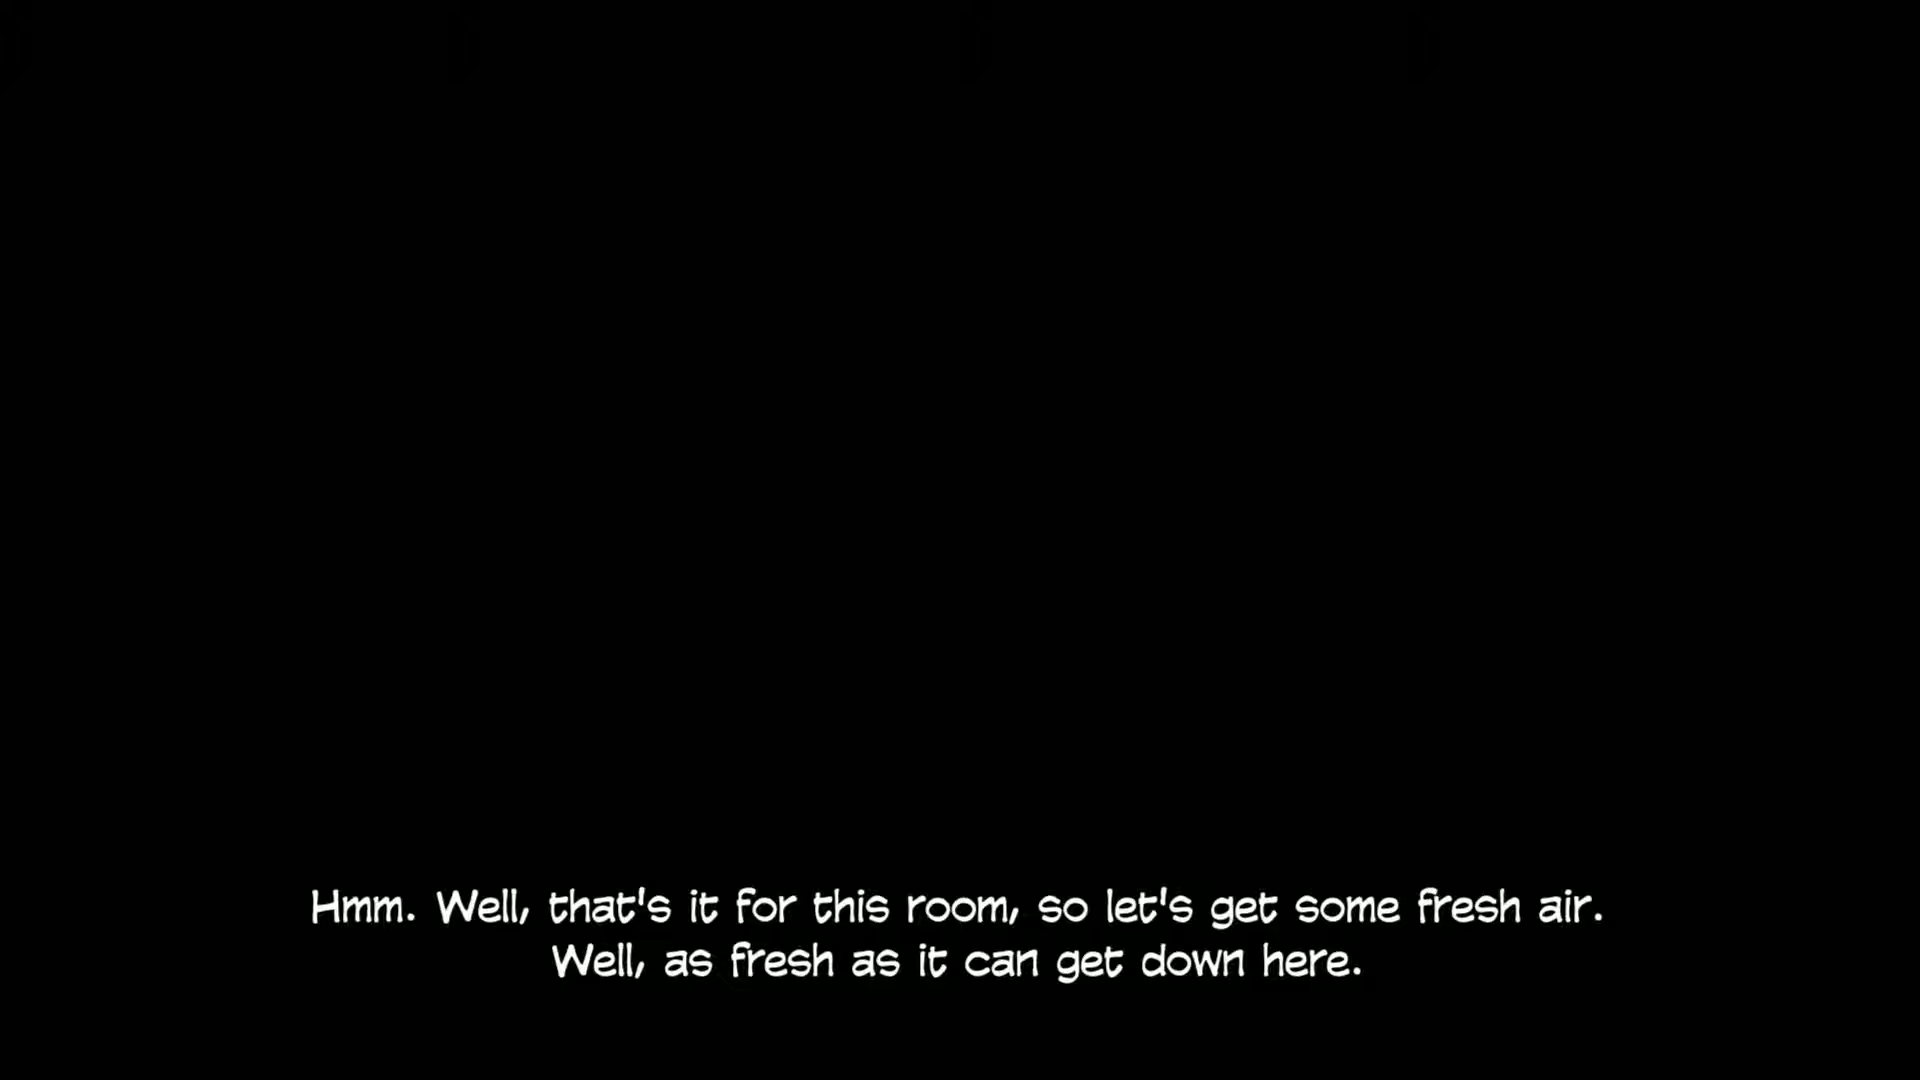 Hmm. Well, that's it for this room, so let's get some fresh air.
Well, as fresh as it can get down here.